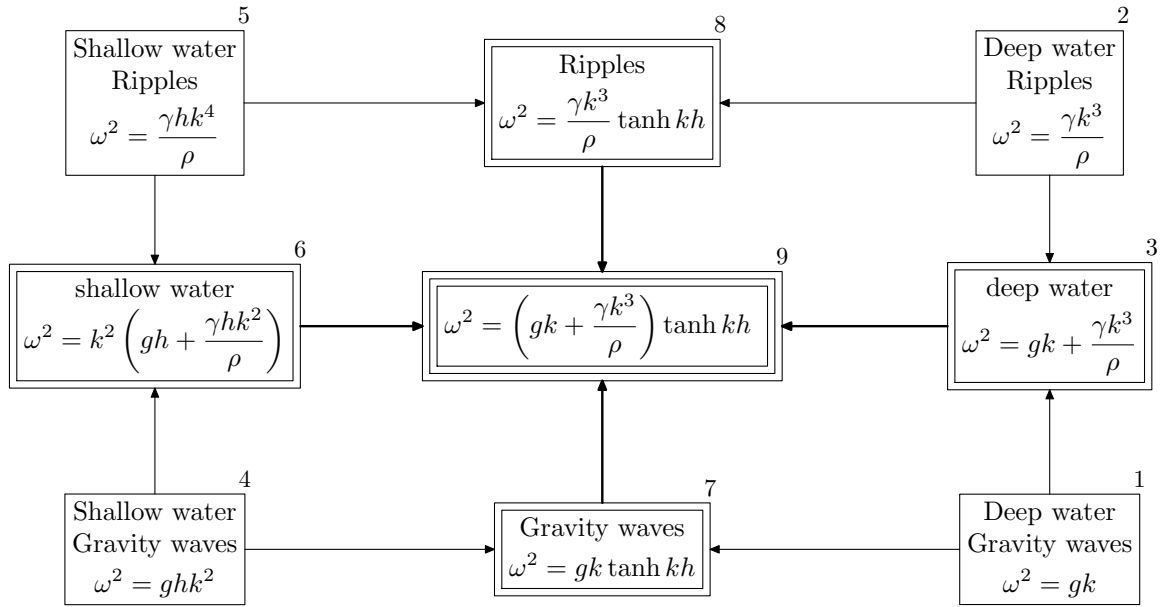 5
Shallow water
Ripples
ω² = γhk⁴/ρ
8
Ripples
ω² = γk³/ρ tanh kh
2
Deep water
Ripples
ω² = γk³/ρ
6
shallow water
ω² = k² (gh + γhk²/ρ)
9
ω² = (gk + γk³/ρ) tanh kh
3
deep water
ω² = gk + γk³/ρ
4
Shallow water
Gravity waves
ω² = ghk²
7
Gravity waves
ω² = gk tanh kh
1
Deep water
Gravity waves
ω² = gk